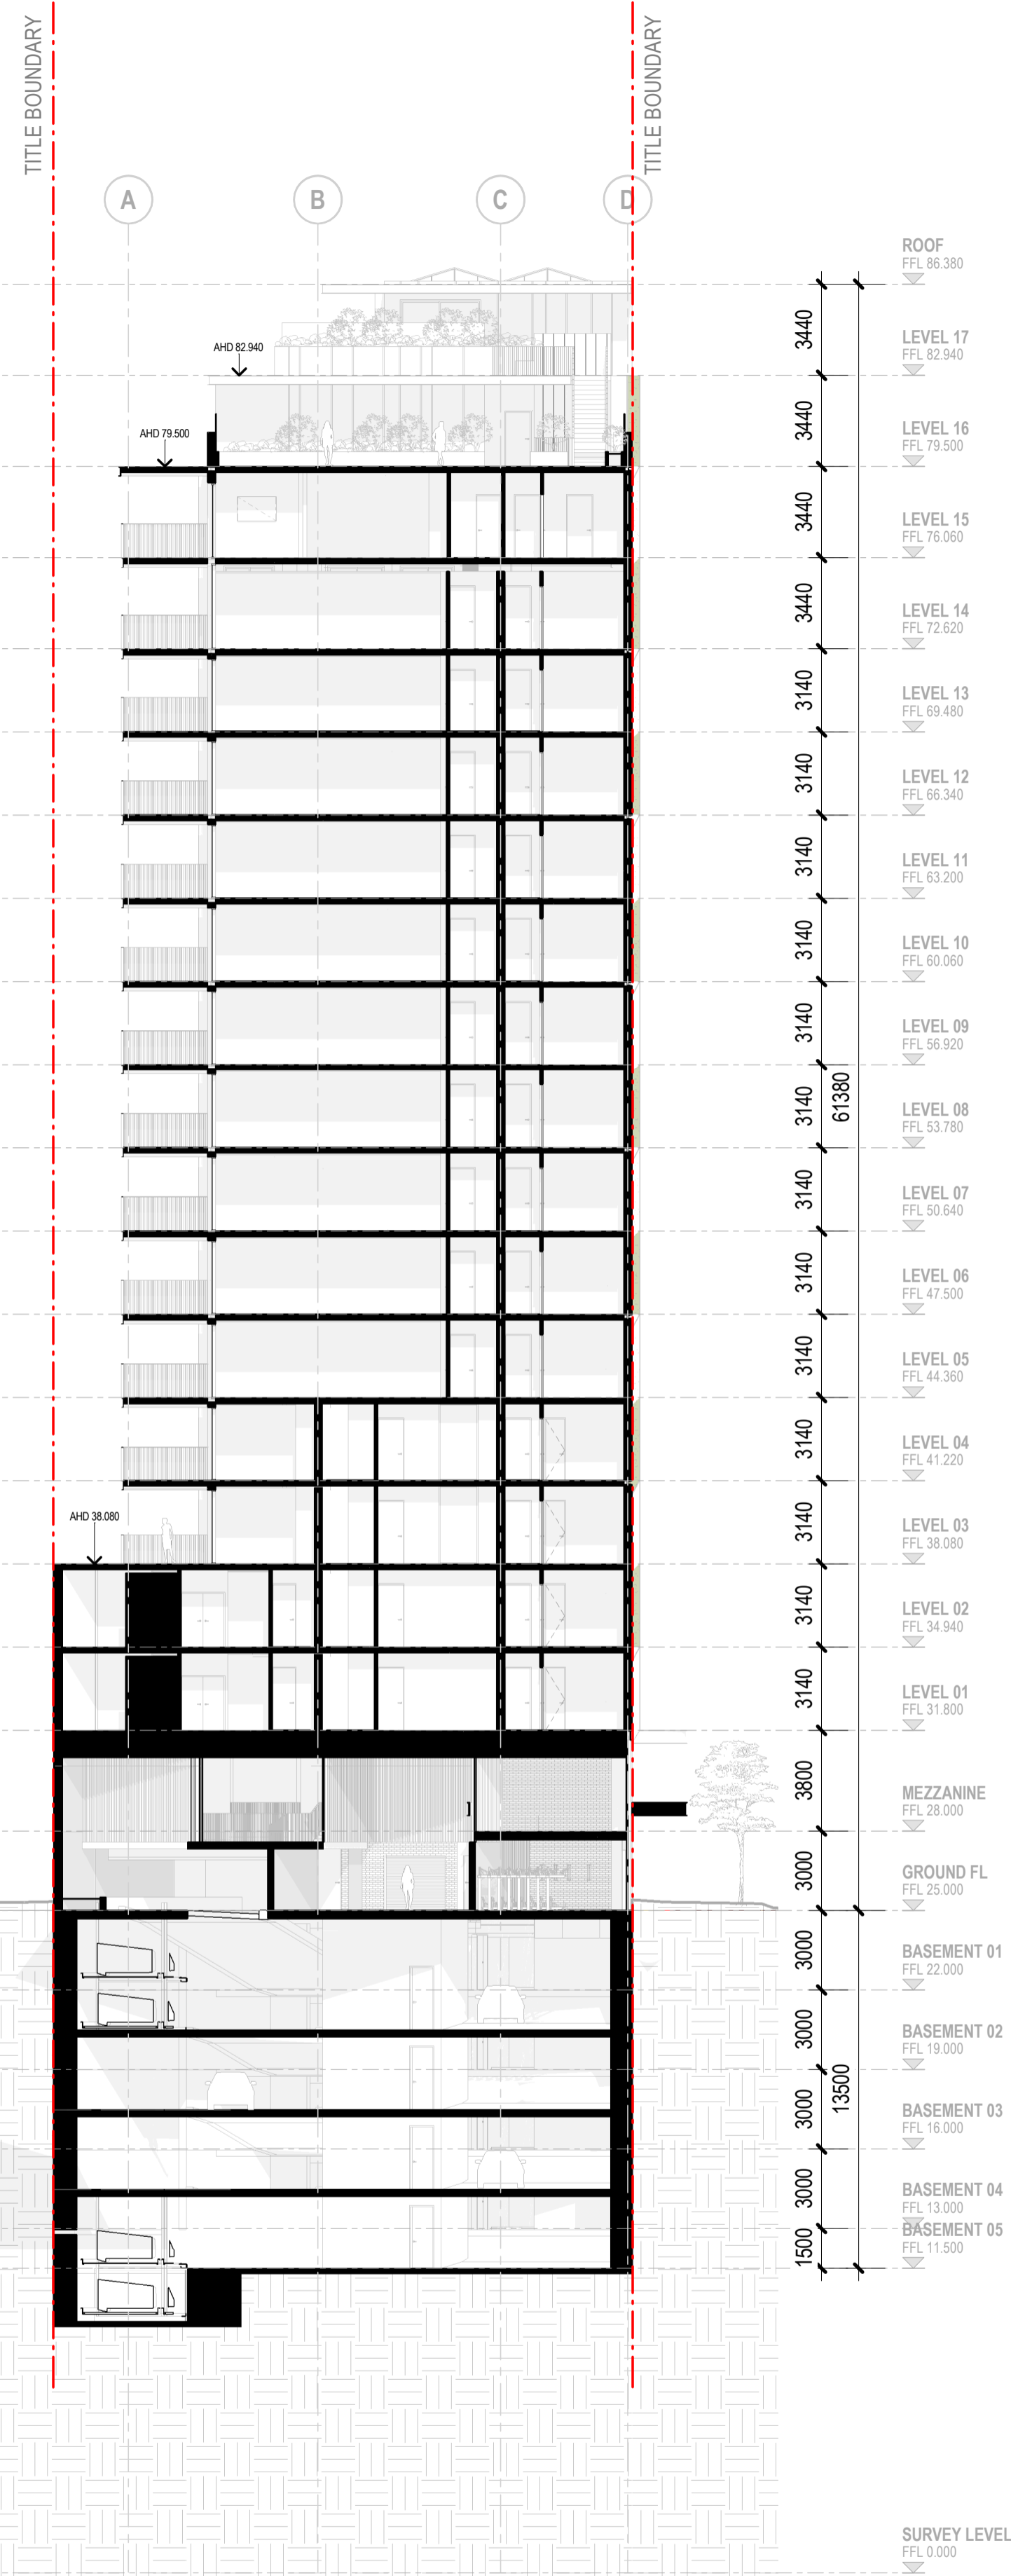 TITLE BOUNDARY
TITLE BOUNDARY
A
B
C
D
ROOF
FFL 86.380
3440
LEVEL 17
FFL 82.940
AHD 82.940
3440
LEVEL 16
FFL 79.500
AHD 79.500
3440
LEVEL 15
FFL 76.060
3440
LEVEL 14
FFL 72.620
3140
LEVEL 13
FFL 69.480
3140
LEVEL 12
FFL 66.340
3140
LEVEL 11
FFL 63.200
3140
LEVEL 10
FFL 60.060
3140
LEVEL 09
FFL 56.920
3140
61380
LEVEL 08
FFL 53.780
3140
LEVEL 07
FFL 50.640
3140
LEVEL 06
FFL 47.500
3140
LEVEL 05
FFL 44.360
3140
LEVEL 04
FFL 41.220
3140
LEVEL 03
FFL 38.080
AHD 38.080
3140
LEVEL 02
FFL 34.940
3140
LEVEL 01
FFL 31.800
3800
MEZZANINE
FFL 28.000
3000
GROUND FL
FFL 25.000
3000
BASEMENT 01
FFL 22.000
3000
BASEMENT 02
FFL 19.000
13500
3000
BASEMENT 03
FFL 16.000
3000
BASEMENT 04
FFL 13.000
1500
BASEMENT 05
FFL 11.500
SURVEY LEVEL
FFL 0.000